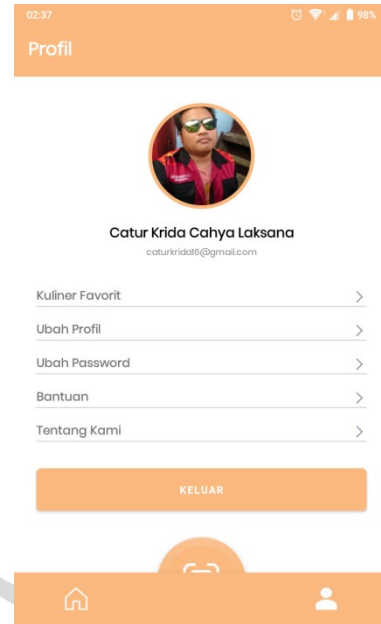 02:37 98%
Profil
Catur Krida Cahya Laksana
caturkrida16@gmail.com
Kuliner Favorit
Ubah Profil
Ubah Password
Bantuan
Tentang Kami
KELUAR